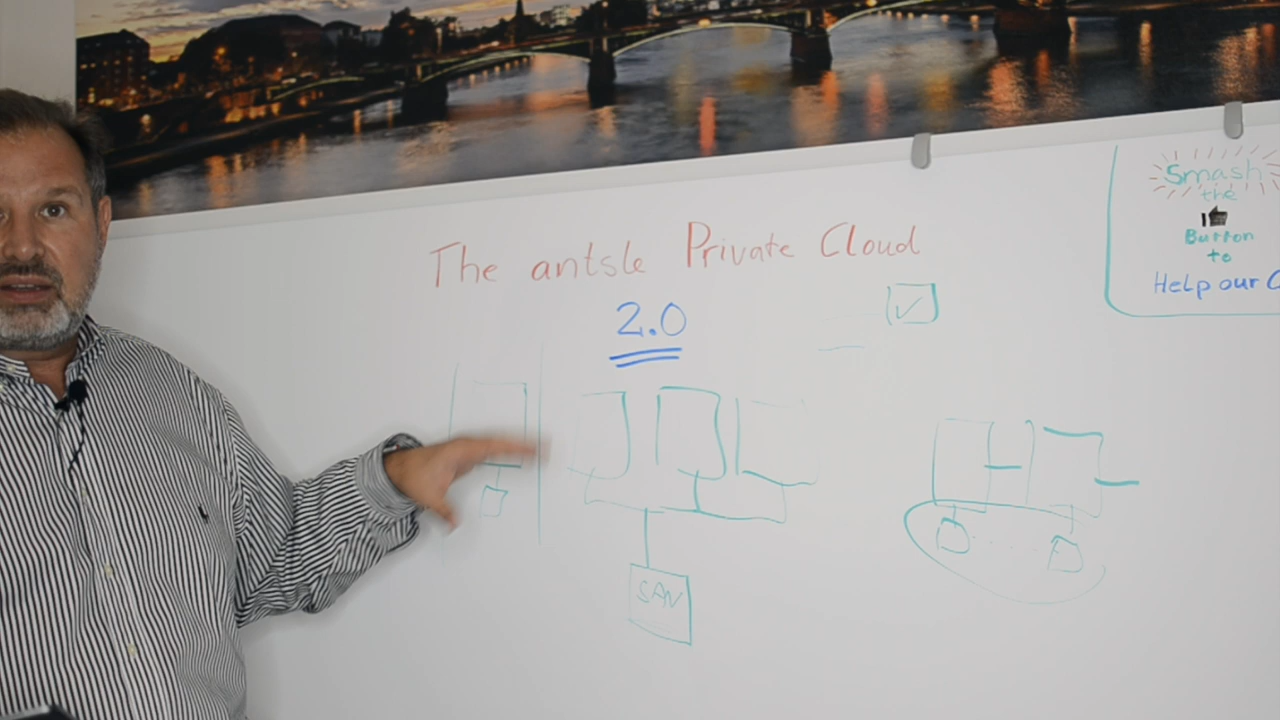 The antsle Private Cloud
2.0
SAN
Smash
the
Button
to
Help our